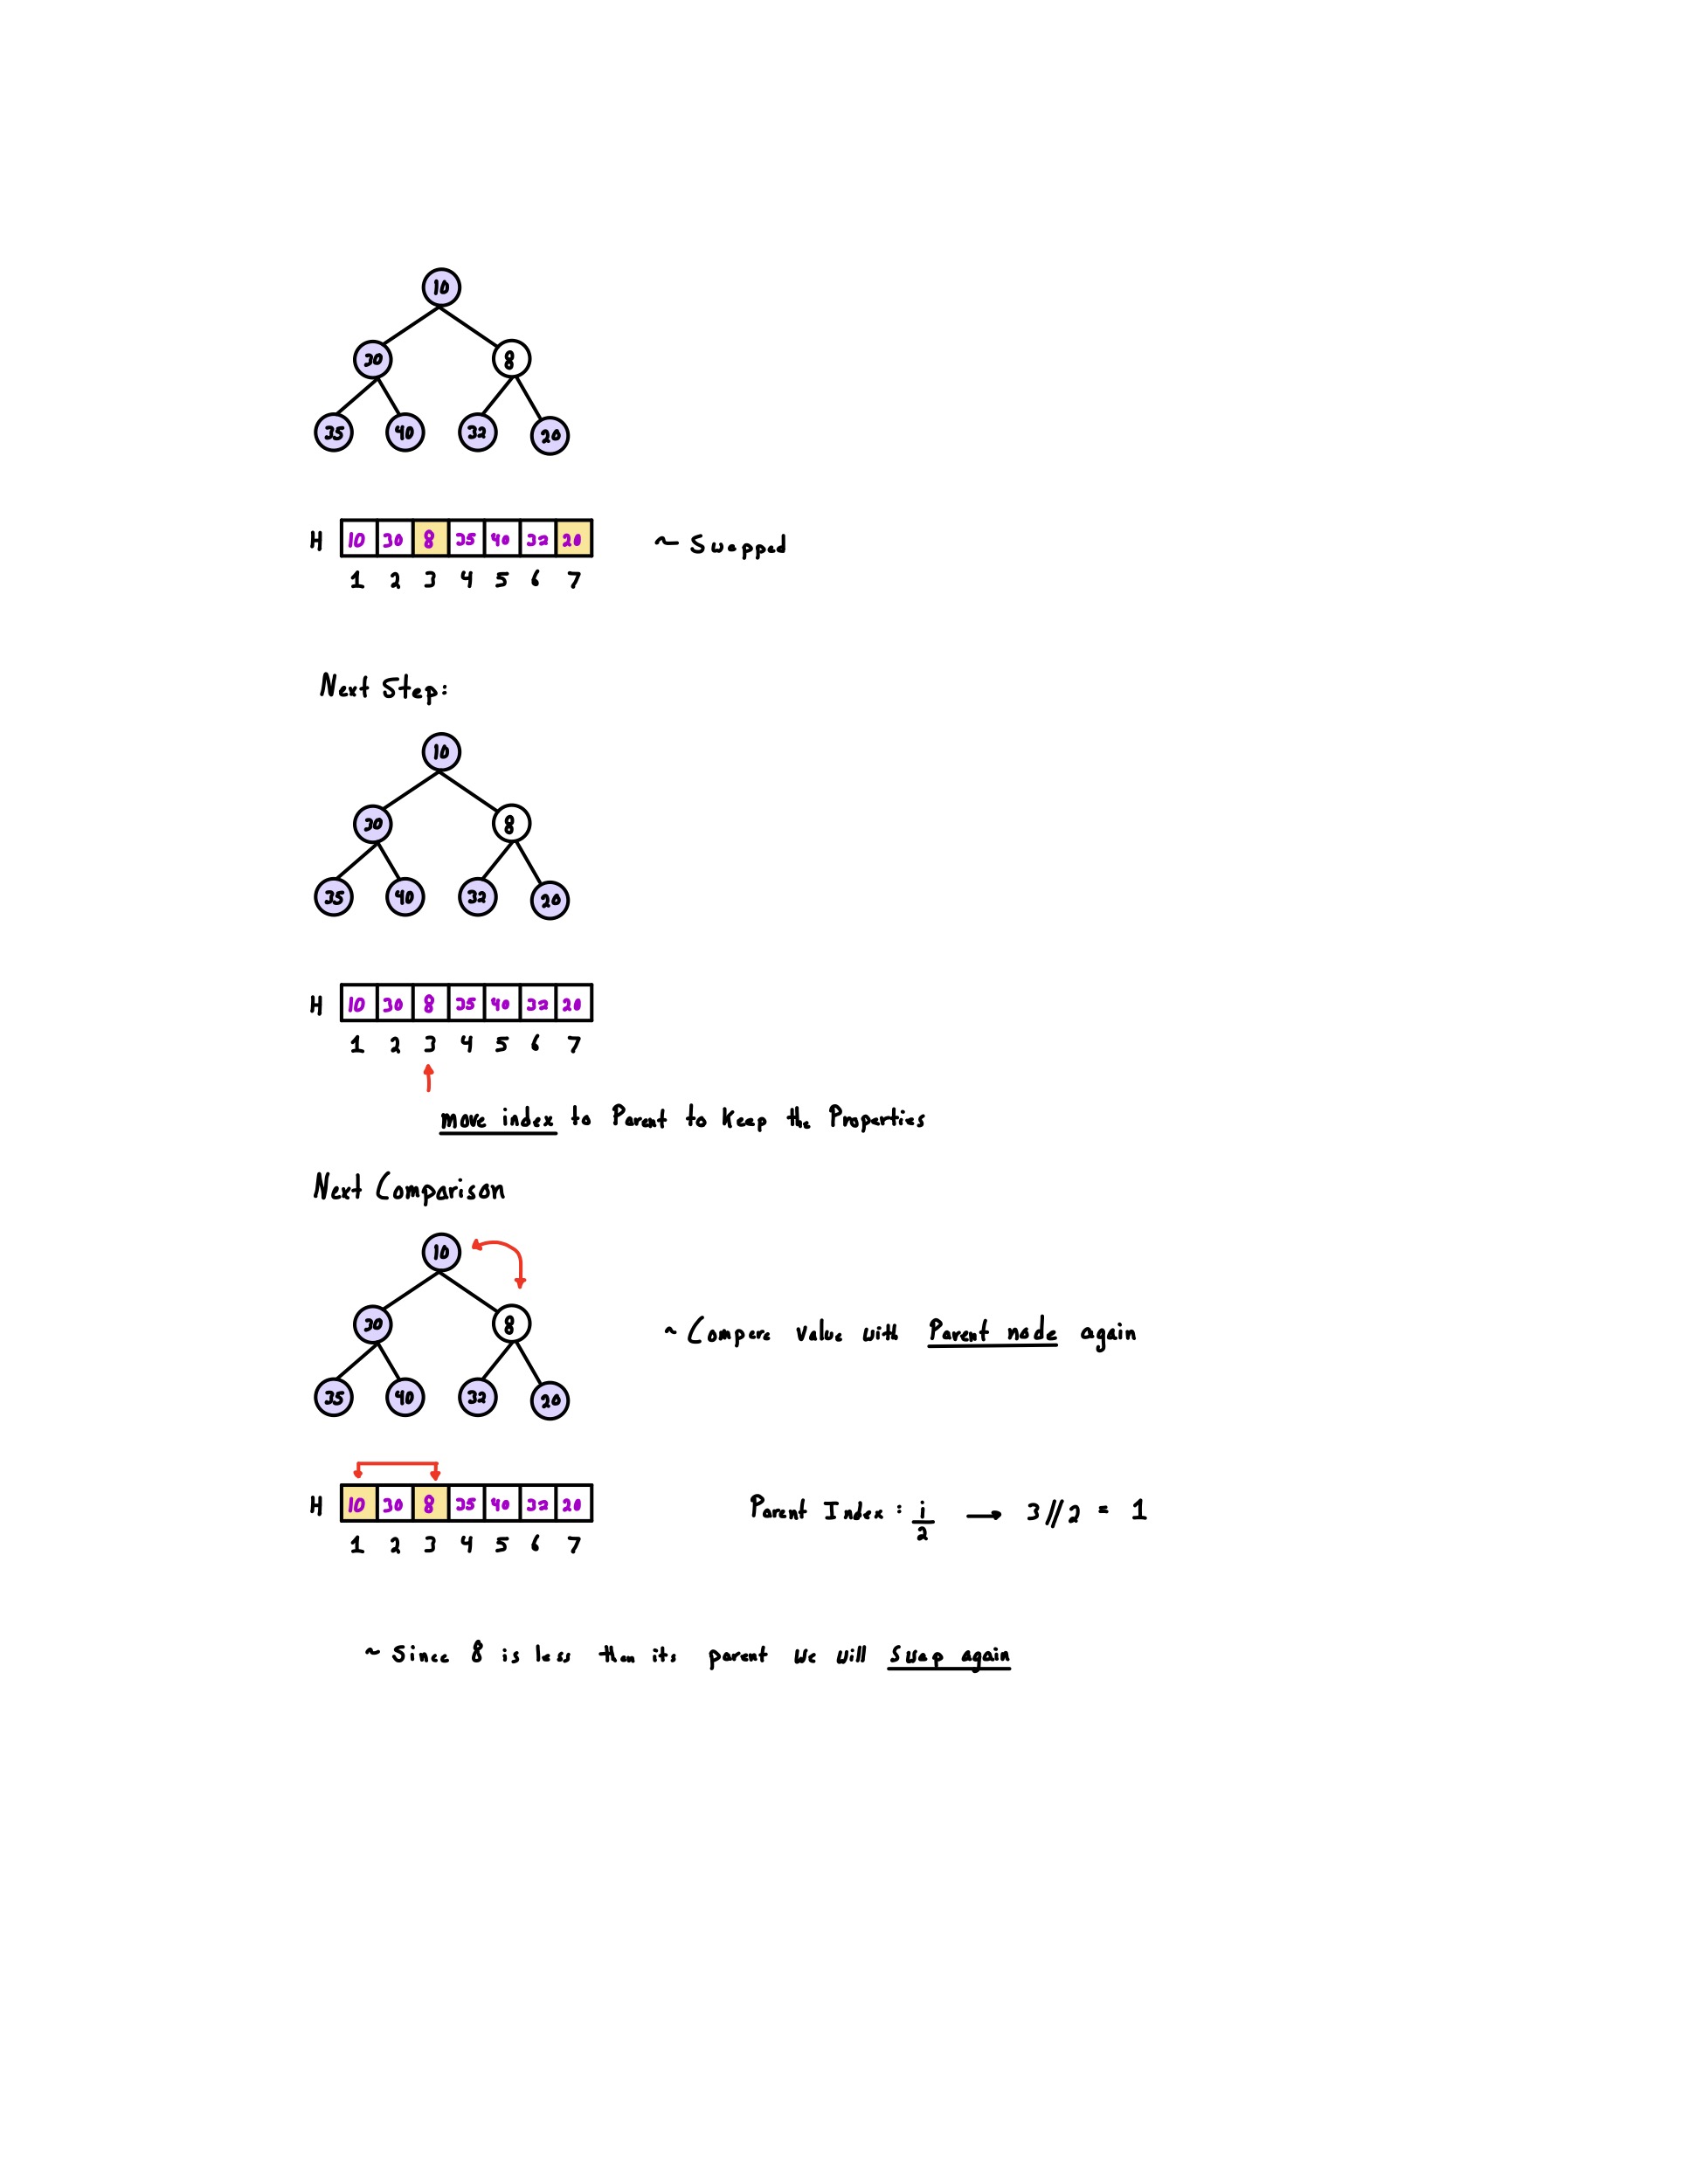 10
30 8
35 40 32 20
H 10 30 8 35 40 32 20 ~ Swapped
1 2 3 4 5 6 7
Next Step:
10
30 8
35 40 32 20
H 10 30 8 35 40 32 20
1 2 3 4 5 6 7
move index to Parent to Keep the Properties
Next Comparison
10
30 8
~ Compare Value with Parent node again
35 40 32 20
H 10 30 8 35 40 32 20 Parent Index : i/2 → 3//2 = 1
1 2 3 4 5 6 7
~ Since 8 is less then its parent we will Swap again